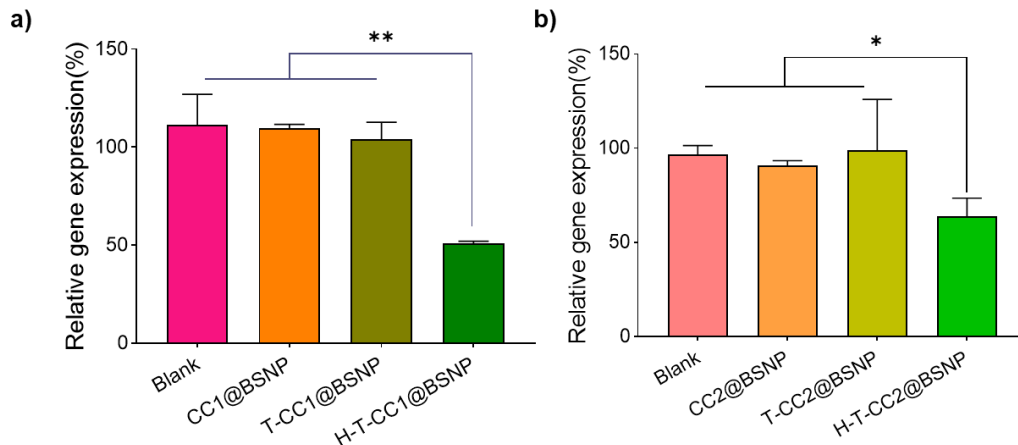 a)
Relative gene expression(%)
150
100
50
0
**
Blank
CC1@BSNP
T-CC1@BSNP
H-T-CC1@BSNP
b)
Relative gene expression(%)
150
100
50
0
*
Blank
CC2@BSNP
T-CC2@BSNP
H-T-CC2@BSNP